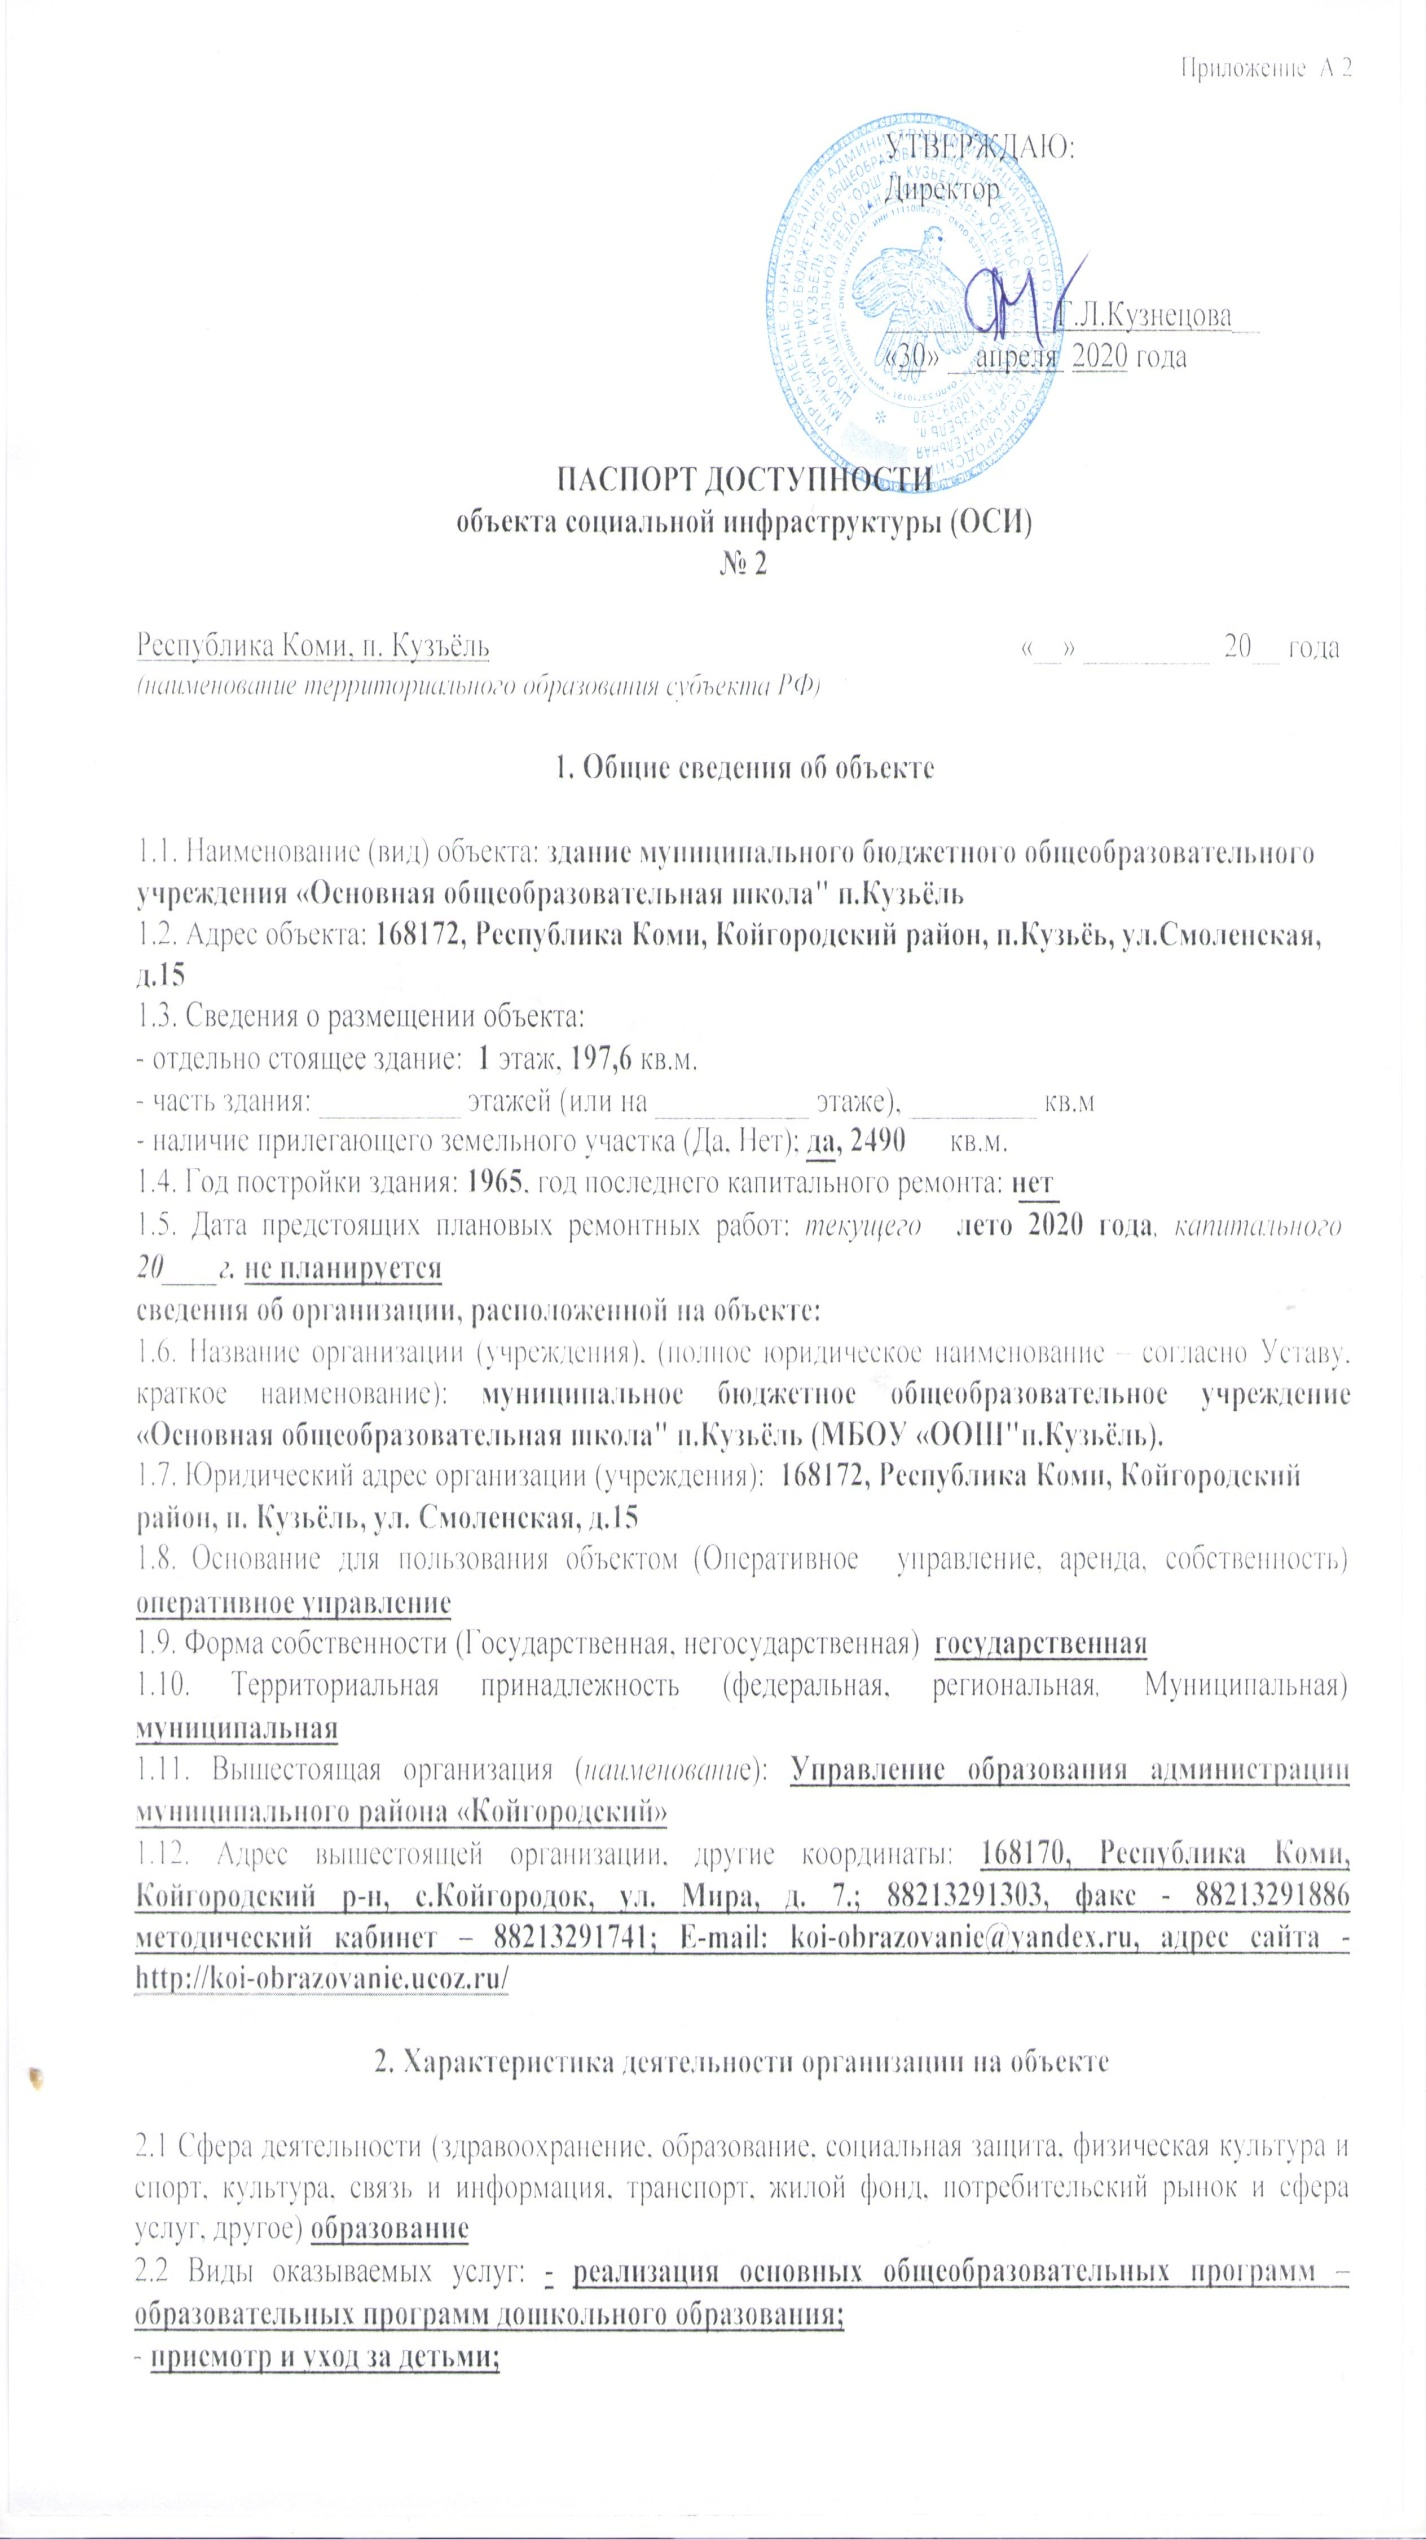 Приложение А 2
УТВЕРЖДАЮ:
Директор
Г.Л.Кузнецова
«30» апреля 2020 года
ПАСПОРТ ДОСТУПНОСТИ
объекта социальной инфраструктуры (ОСИ)
№ 2
Республика Коми, п. Кузъёль «__» _________ 20__ года
(наименование территориального образования субъекта РФ)
1. Общие сведения об объекте
1.1. Наименование (вид) объекта: здание муниципального бюджетного общеобразовательного
учреждения «Основная общеобразовательная школа" п.Кузьёль
1.2. Адрес объекта: 168172, Республика Коми, Койгородский район, п.Кузьёь, ул.Смоленская,
д.15
1.3. Сведения о размещении объекта:
- отдельно стоящее здание: 1 этаж, 197,6 кв.м.
- часть здания: __________ этажей (или на ___________ этаже), _________ кв.м
- наличие прилегающего земельного участка (Да, Нет); да, 2490 кв.м.
1.4. Год постройки здания: 1965, год последнего капитального ремонта: нет
1.5. Дата предстоящих плановых ремонтных работ: текущего лето 2020 года, капитального
20____г. не планируется
сведения об организации, расположенной на объекте:
1.6. Название организации (учреждения), (полное юридическое наименование – согласно Уставу,
краткое наименование): муниципальное бюджетное общеобразовательное учреждение
«Основная общеобразовательная школа" п.Кузьёль (МБОУ «ООШ"п.Кузьёль).
1.7. Юридический адрес организации (учреждения): 168172, Республика Коми, Койгородский
район, п. Кузьёль, ул. Смоленская, д.15
1.8. Основание для пользования объектом (Оперативное управление, аренда, собственность)
оперативное управление
1.9. Форма собственности (Государственная, негосударственная) государственная
1.10. Территориальная принадлежность (федеральная, региональная, Муниципальная)
муниципальная
1.11. Вышестоящая организация (наименование): Управление образования администрации
муниципального района «Койгородский»
1.12. Адрес вышестоящей организации, другие координаты: 168170, Республика Коми,
Койгородский р-н, с.Койгородок, ул. Мира, д. 7.; 88213291303, факс - 88213291886
методический кабинет – 88213291741; E-mail: koi-obrazovanie@yandex.ru, адрес сайта -
http://koi-obrazovanie.ucoz.ru/
2. Характеристика деятельности организации на объекте
2.1 Сфера деятельности (здравоохранение, образование, социальная защита, физическая культура и
спорт, культура, связь и информация, транспорт, жилой фонд, потребительский рынок и сфера
услуг, другое) образование
2.2 Виды оказываемых услуг: - реализация основных общеобразовательных программ –
образовательных программ дошкольного образования;
- присмотр и уход за детьми;